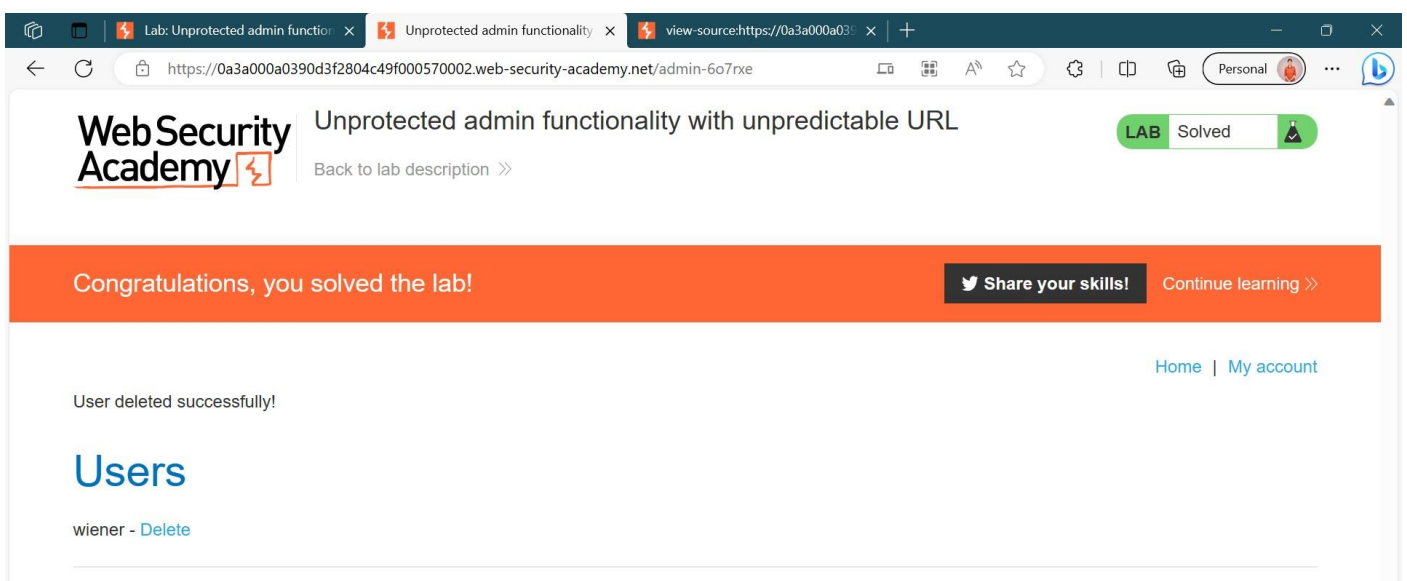 Lab: Unprotected admin function
Unprotected admin functionality
view-source:https://0a3a000a039
https://0a3a000a0390d3f2804c49f000570002.web-security-academy.net/admin-6o7rxe
A»
Personal
Web Security
Academy
Unprotected admin functionality with unpredictable URL
Back to lab description
LAB Solved
Congratulations, you solved the lab!
Share your skills!
Continue learning
Home | My account
User deleted successfully!
Users
wiener - Delete